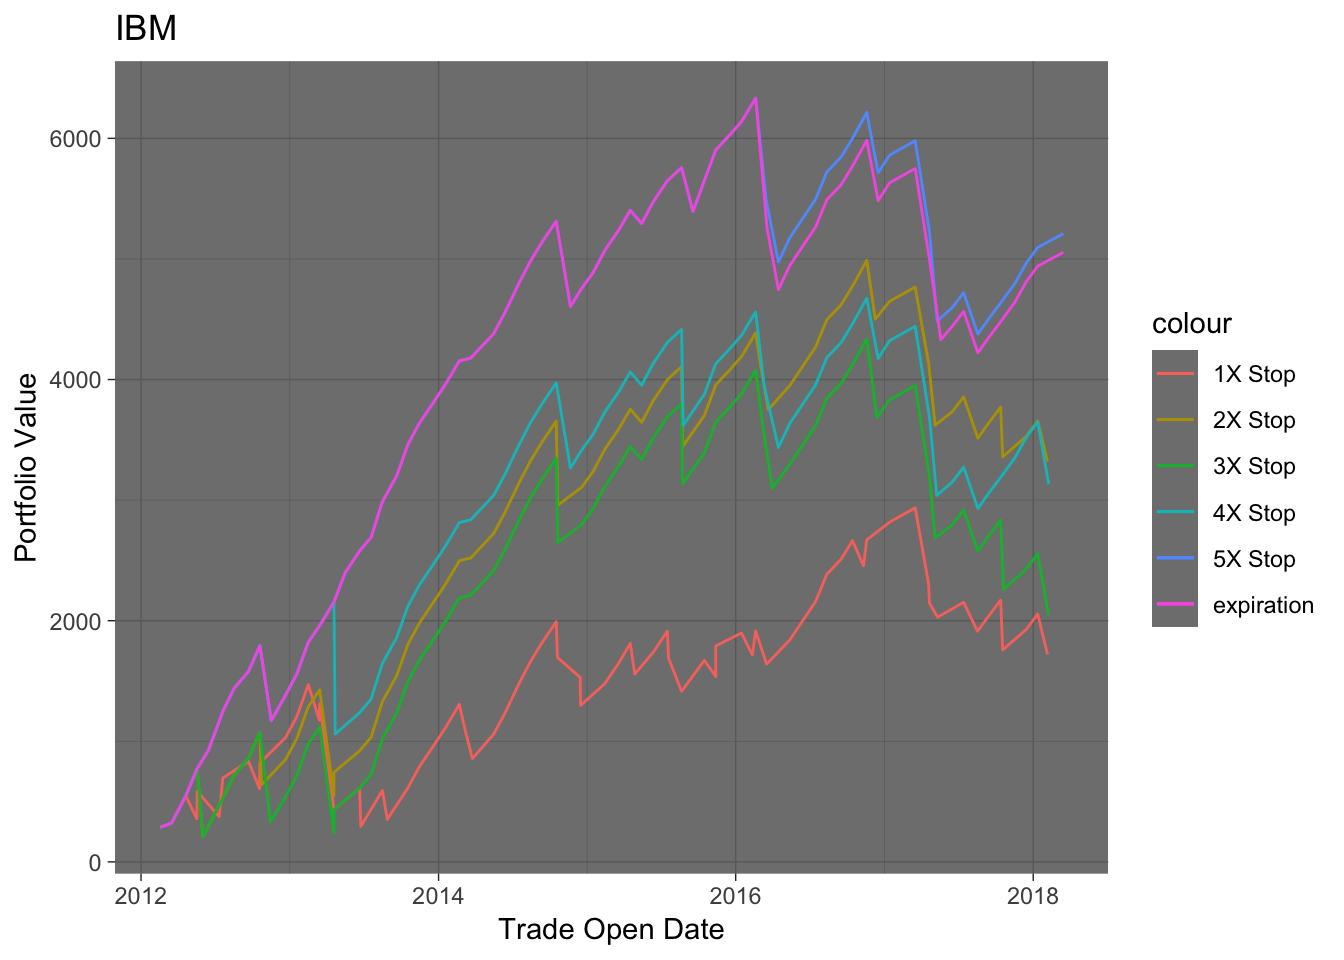 IBM
Portfolio Value
6000
4000
2000
0
2012 2014 2016 2018
Trade Open Date
colour
1X Stop
2X Stop
3X Stop
4X Stop
5X Stop
expiration